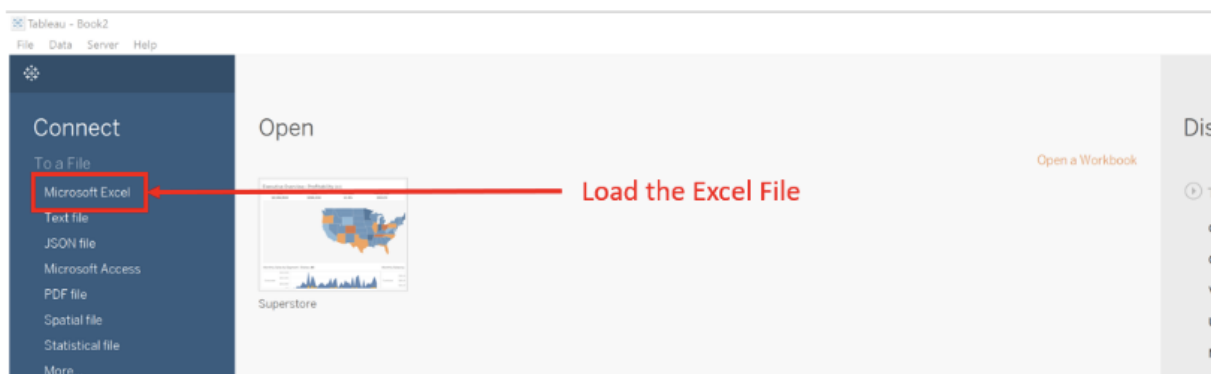 Tableau - Book2
File Data Server Help
Connect
Open
Dis
To a File
Open a Workbook
Microsoft Excel
Load the Excel File
Text file
JSON file
Microsoft Access
PDF file
Superstore
Spatial file
Statistical file
More